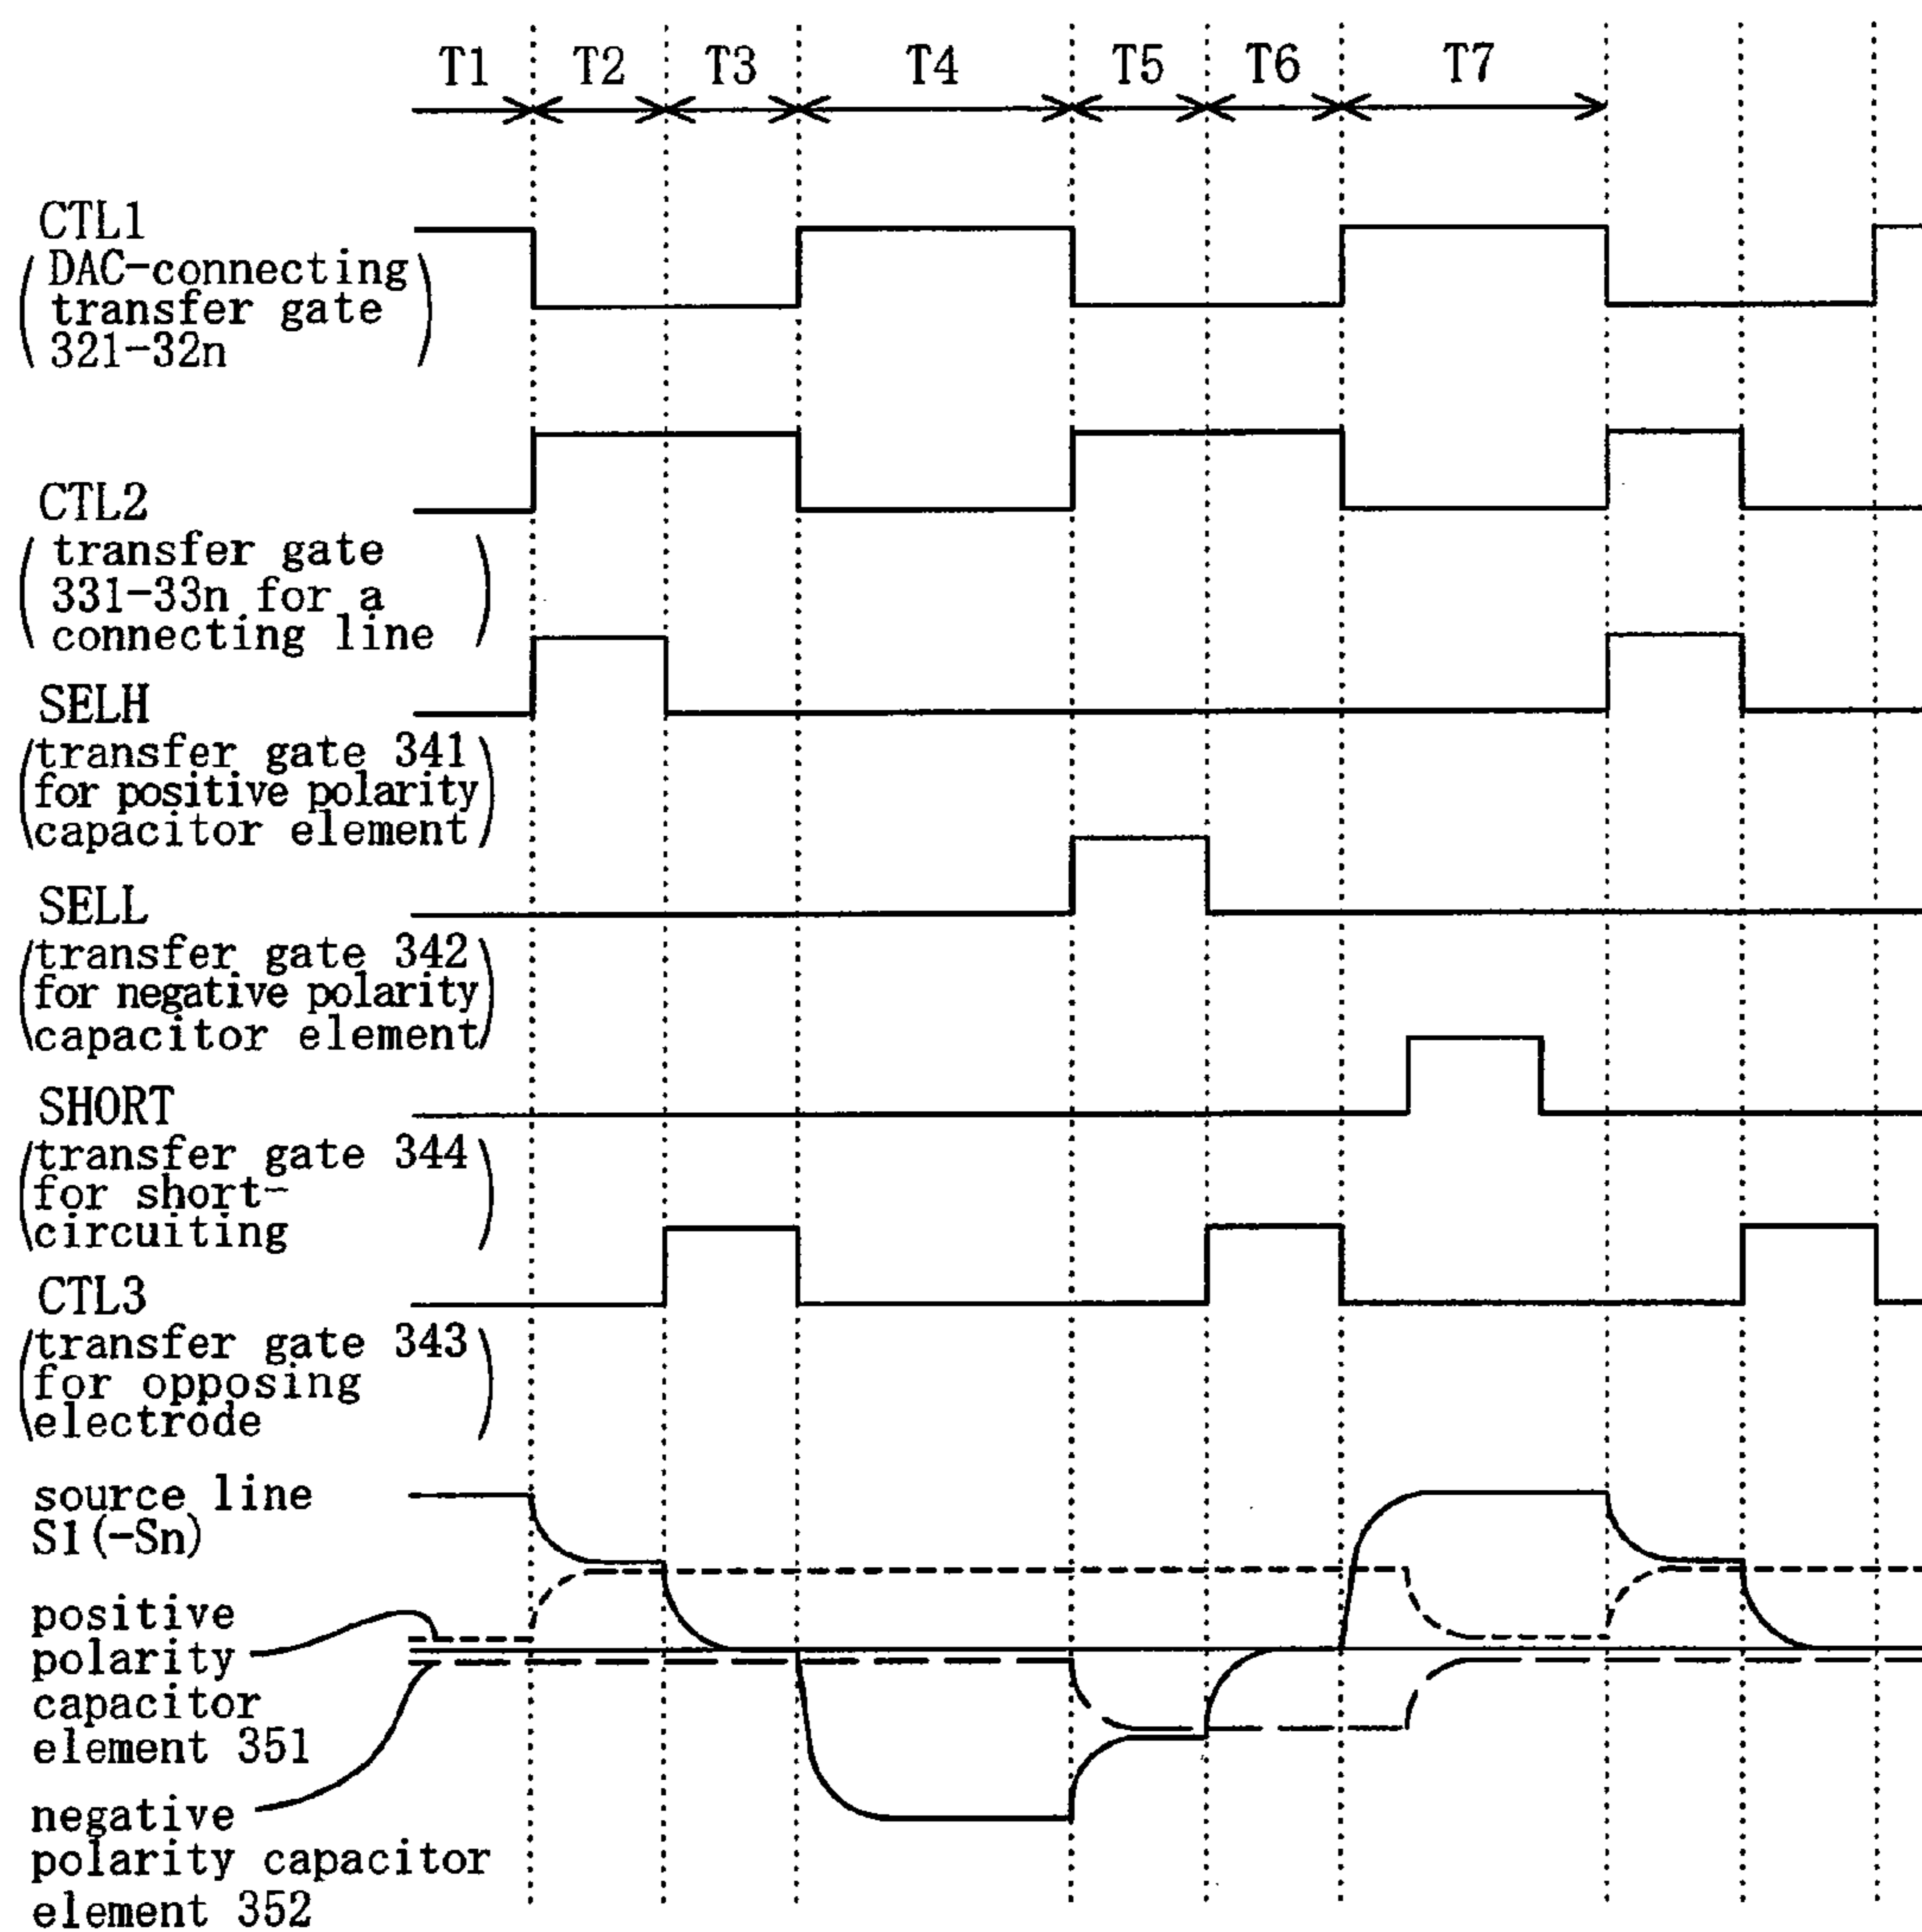 T1 T2 T3 T4 T5 T6 T7
CTL1
DAC-connecting
transfer gate
321-32n
CTL2
transfer gate
331-33n for a
connecting line
SELH
transfer gate 341
for positive polarity
capacitor element
SELL
transfer gate 342
for negative polarity
capacitor element
SHORT
transfer gate 344
for short-
circuiting
CTL3
transfer gate 343
for opposing
electrode
source line
S1(-Sn)
positive
polarity
capacitor
element 351
negative
polarity capacitor
element 352